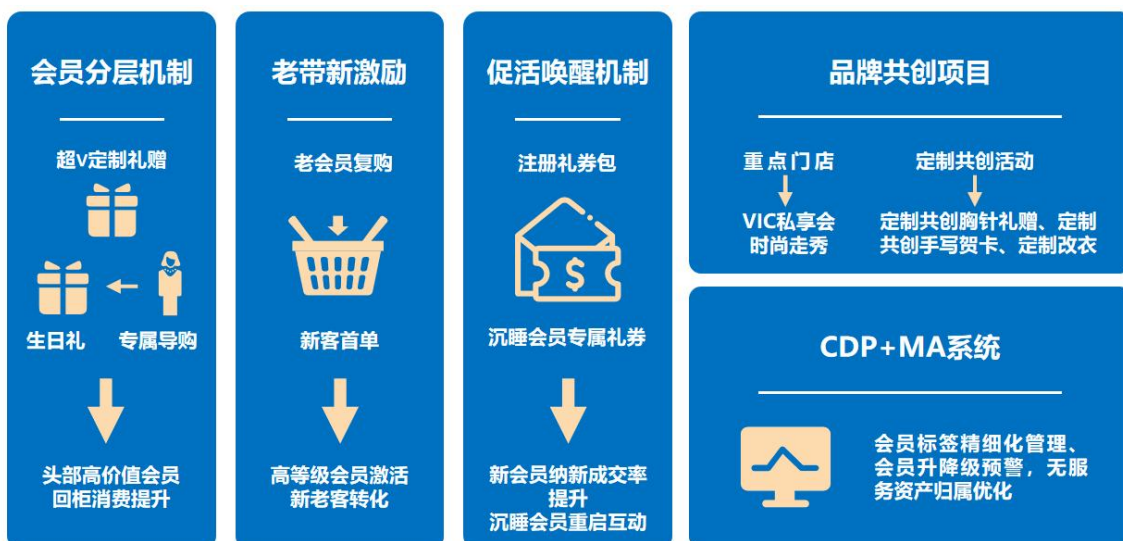 会员分层机制
超V定制礼赠
生日礼
专属导购
头部高价值会员
回柜消费提升
老带新激励
老会员复购
新客首单
高等级会员激活
新老客转化
促活唤醒机制
注册礼券包
$
沉睡会员专属礼券
新会员纳新成交率
提升
沉睡会员重启互动
品牌共创项目
重点门店
VIC私享会
时尚走秀
定制共创活动
定制共创胸针礼赠、定制
共创手写贺卡、定制改衣
CDP+MA系统
会员标签精细化管理、
会员升降级预警，无服
务资产归属优化